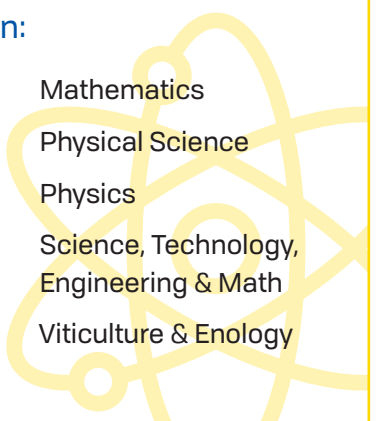 n:
Mathematics
Physical Science
Physics
Science, Technology,
Engineering & Math
Viticulture & Enology